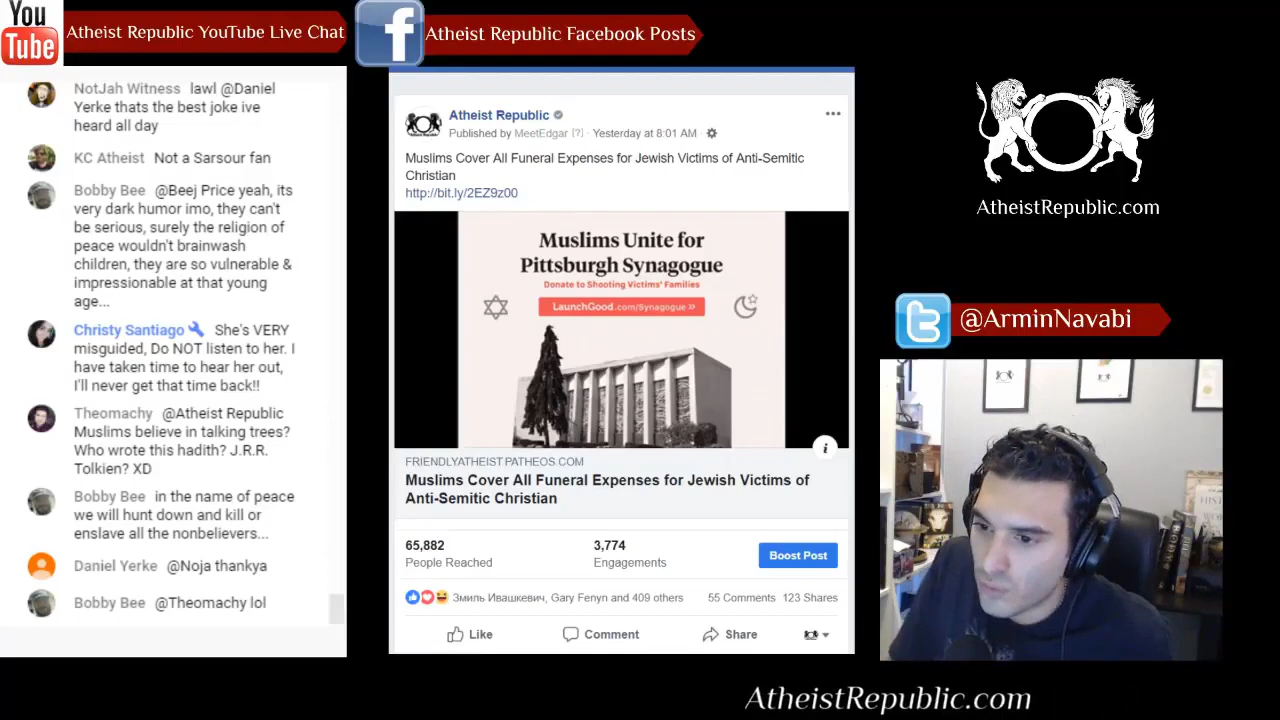 You
Tube
Atheist Republic YouTube Live Chat
f
Atheist Republic Facebook Posts
NotJah Witness lawl @Daniel
Yerke thats the best joke ive
heard all day
KC Atheist Not a Sarsour fan
Bobby Bee @Beej Price yeah, its
very dark humor imo, they can't
be serious, surely the religion of
peace wouldn't brainwash
children, they are so vulnerable &
impressionable at that young
age...
Christy Santiago She's VERY
misguided, Do NOT listen to her. I
have taken time to hear her out,
I'll never get that time back!!
Theomachy @Atheist Republic
Muslims believe in talking trees?
Who wrote this hadith? J.R.R.
Tolkien? XD
Bobby Bee in the name of peace
we will hunt down and kill or
enslave all the nonbelievers...
Daniel Yerke @Noja thankya
Bobby Bee @Theomachy lol
Atheist Republic
Published by MeetEdgar [?] · Yesterday at 8:01 AM ·
Muslims Cover All Funeral Expenses for Jewish Victims of Anti-Semitic
Christian
http://bit.ly/2EZ9z00
Muslims Unite for
Pittsburgh Synagogue
Donate to Shooting Victims' Families
LaunchGood.com/Synagogue »
i
FRIENDLYATHEIST.PATHEOS.COM
Muslims Cover All Funeral Expenses for Jewish Victims of
Anti-Semitic Christian
65,882
People Reached
3,774
Engagements
Boost Post
Змиль Ивашкевич, Gary Fenyn and 409 others
55 Comments 123 Shares
Like
Comment
Share
AtheistRepublic.com
@ArminNavabi
AtheistRepublic.com